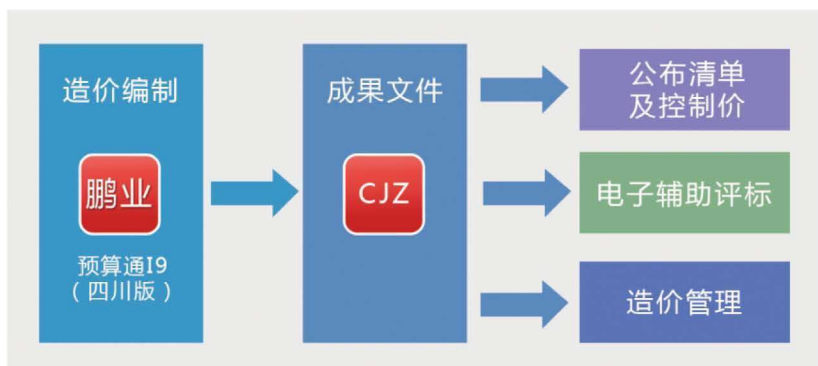 造价编制
鹏业
预算通I9
(四川版)
成果文件
CJZ
公布清单
及控制价
电子辅助评标
造价管理